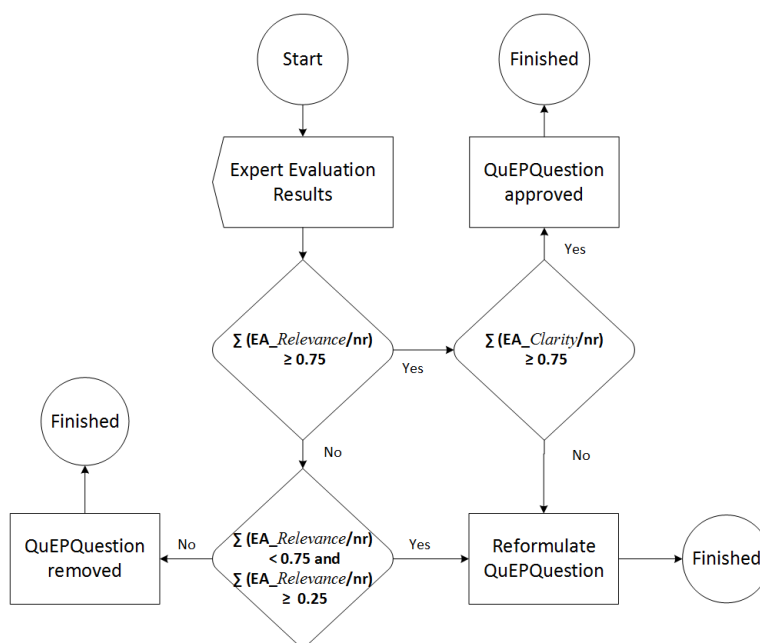 Start
Finished
Expert Evaluation
Results
QuEPQuestion
approved
Yes
∑ (EA_Relevance/nr)
≥ 0.75
Yes
∑ (EA_Clarity/nr)
≥ 0.75
Finished
No
No
QuEPQuestion
removed
No
∑ (EA_Relevance/nr)
< 0.75 and
∑ (EA_Relevance/nr)
≥ 0.25
Yes
Reformulate
QuEPQuestion
Finished